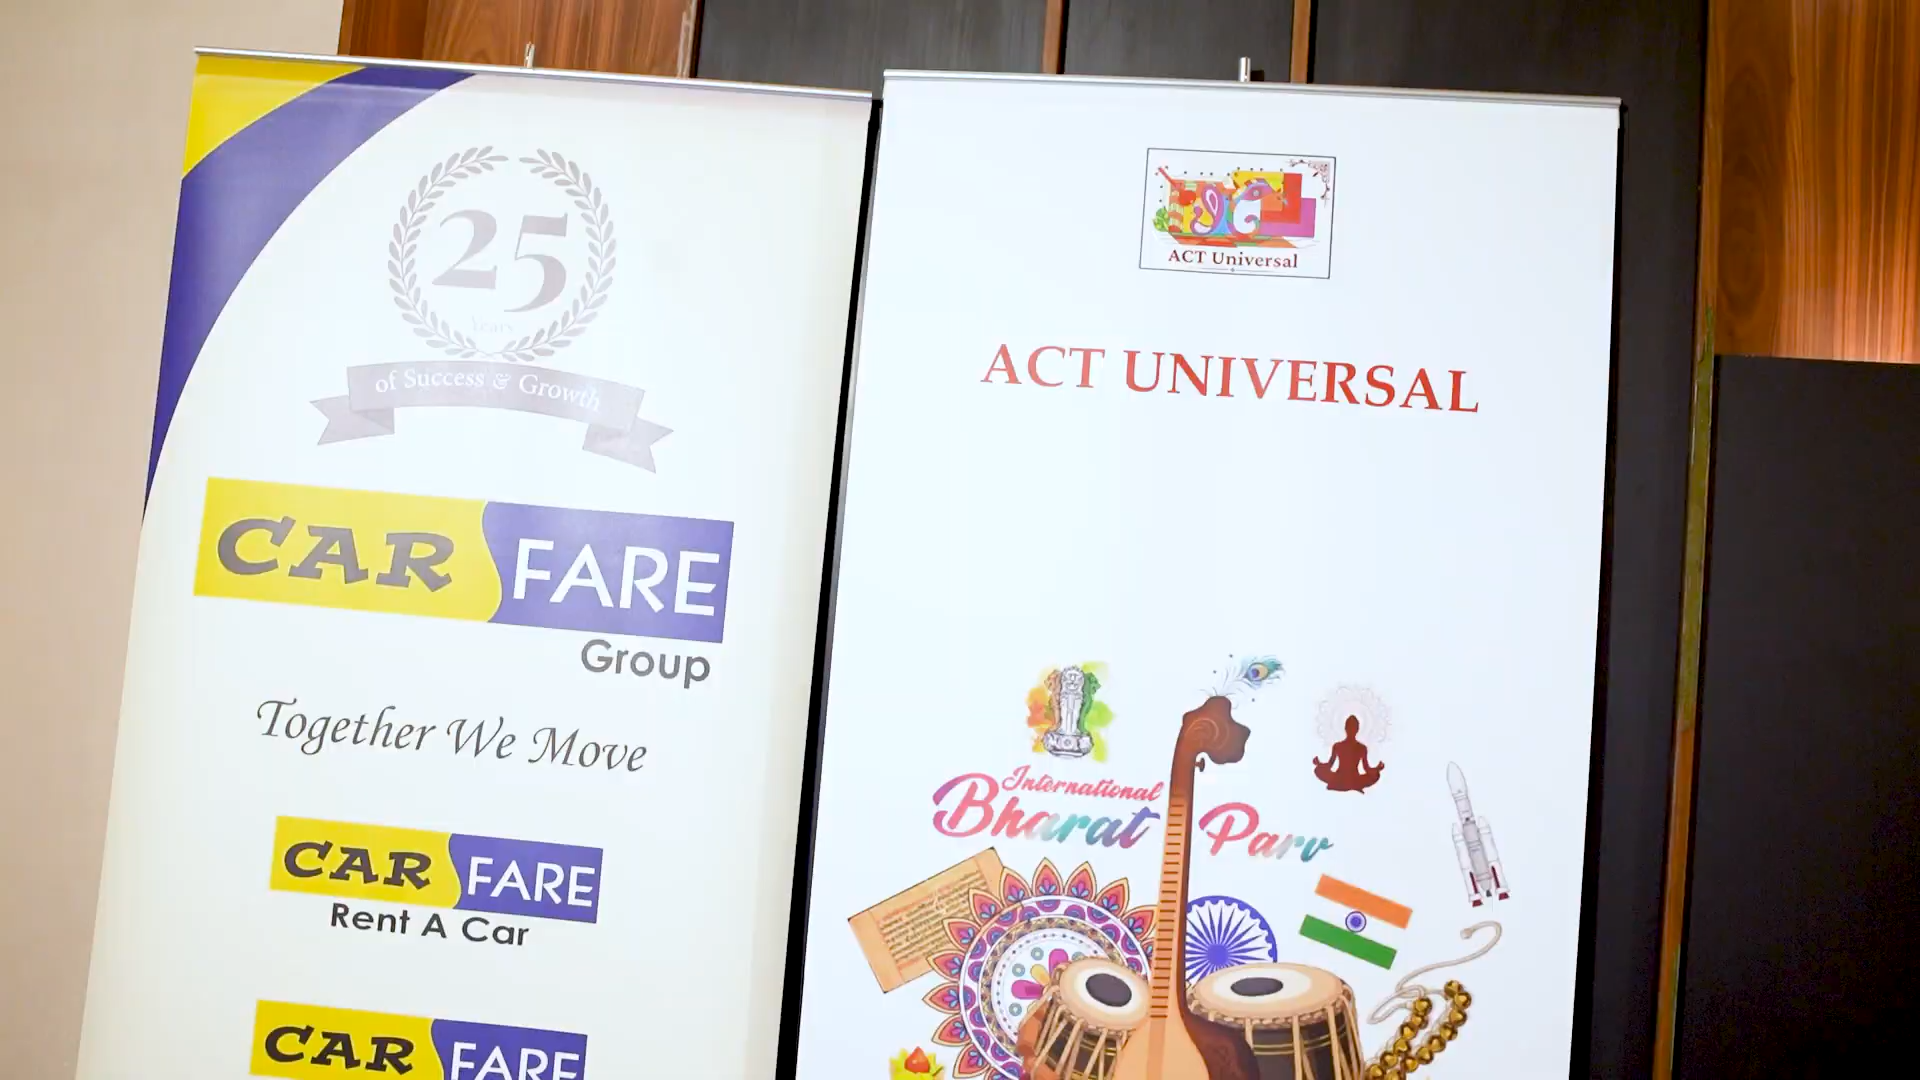 25
Years
of Success & Growth
CAR FARE
Group
Together We Move
CAR FARE
Rent A Car
CAR FARE
ACT Universal
ACT UNIVERSAL
International
Bharat Parv